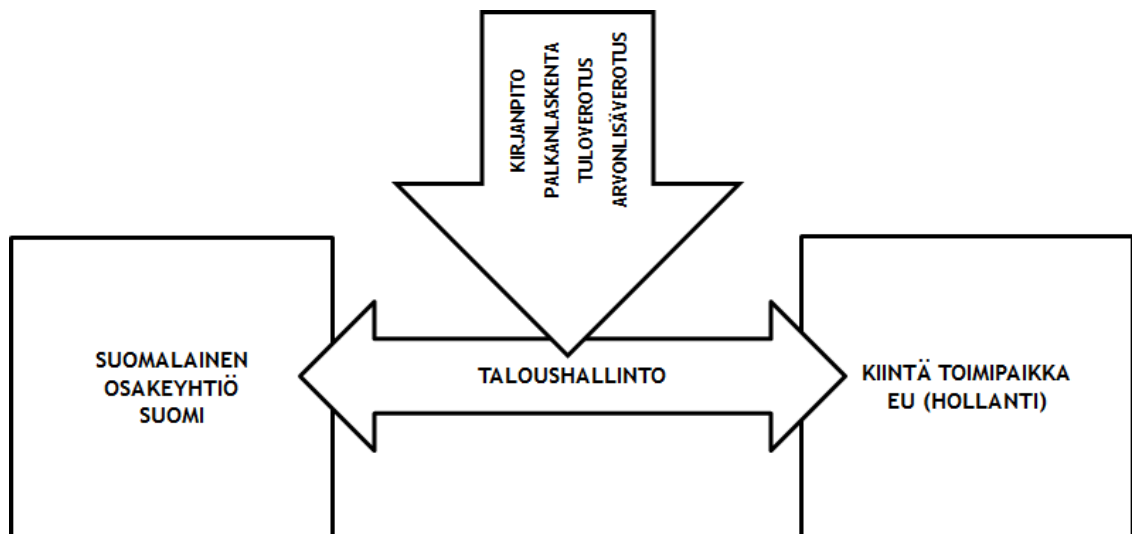 KIRJANPITO
PALKANLASKENTA
TULOVEROTUS
ARVONLISÄVEROTUS
SUOMALAINEN
OSAKEYHTIÖ
SUOMI
TALOUSHALLINTO
KIINTÄ TOIMIPAIKKA
EU (HOLLANTI)